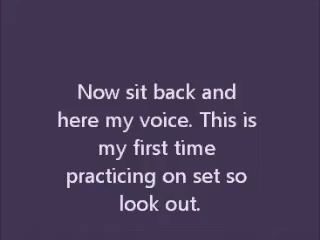 Now sit back and
here my voice. This is
my first time
practicing on set so
look out.